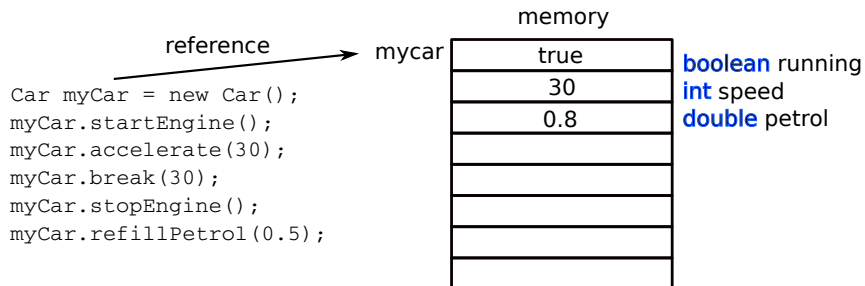 memory
reference
mycar
true
boolean running
30
int speed
0.8
double petrol
Car myCar = new Car();
myCar.startEngine();
myCar.accelerate(30);
myCar.break(30);
myCar.stopEngine();
myCar.refillPetrol(0.5);